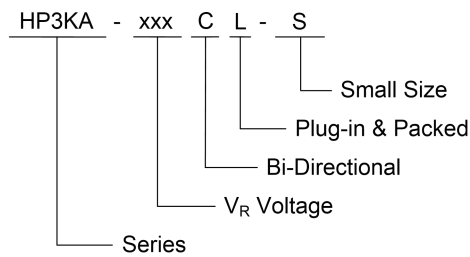 HP3KA - xxx C L - S
Small Size
Plug-in & Packed
Bi-Directional
VR Voltage
Series